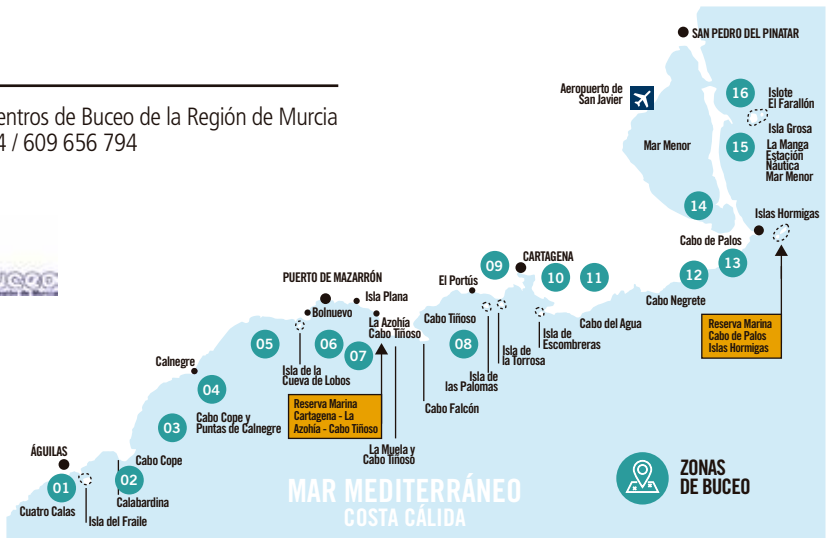 SAN PEDRO DEL PINATAR
Aeropuerto de
San Javier
16
Islote
El Farallón
entros de Buceo de la Región de Murcia
4 / 609 656 794
Isla Grosa
Mar Menor
15
La Manga
Estación
Náutica
Mar Menor
14
Islas Hormigas
Cabo de Palos
13
12
Cabo Negrete
Reserva Marina
Cabo de Palos
Islas Hormigas
CARTAGENA
09
10
11
El Portús
Cabo Tiñoso
08
Cabo del Agua
Isla de
Escombreras
Isla de
la Torrosa
Isla de
las Palomas
Cabo Falcón
PUERTO DE MAZARRÓN
Isla Plana
Bolnuevo
La Azohía
Cabo Tiñoso
05
06
07
Isla de la
Cueva de Lobos
Reserva Marina
Cartagena - La
Azohía - Cabo Tiñoso
La Muela y
Cabo Tiñoso
Calnegre
04
03
Cabo Cope y
Puntas de Calnegre
ÁGUILAS
Cabo Cope
01
02
Calabardina
Cuatro Calas
Isla del Fraile
MAR MEDITERRÁNEO
COSTA CÁLIDA
ZONAS
DE BUCEO